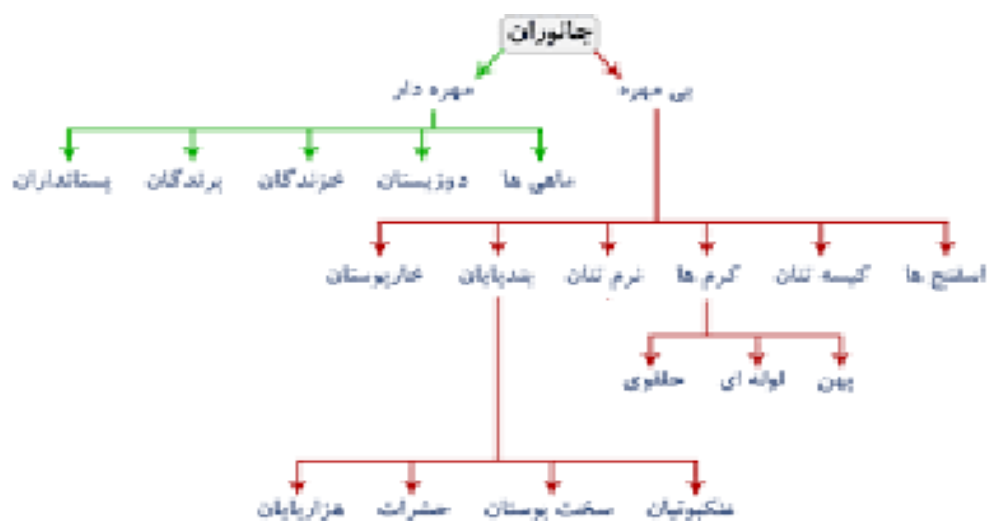 جانوران
بی مهره
مهره دار
ماهی ها
دوزیستان
خزندگان
پرندگان
پستانداران
اسفنج ها
کیسه تنان
کرم ها
نرم تنان
بندپایان
خارپوستان
پهن
لوله ای
حلقوی
عنکبوتیان
سخت پوستان
حشرات
هزارپایان